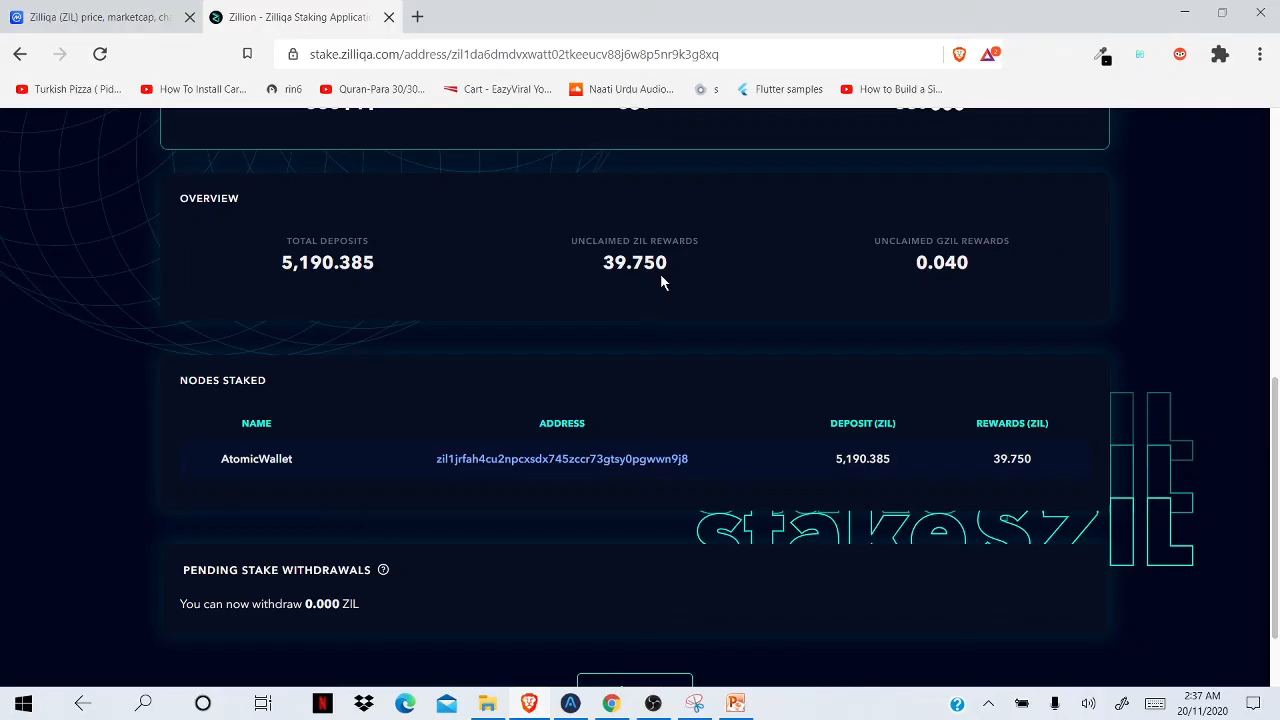 Zilliqa (ZIL) price, marketcap, cha
Zillion - Zilliqa Staking Applicati
stake.zilliqa.com/address/zil1da6dmdvxwatt02tkeeucv88j6w8p5nr9k3g8xq
2
Turkish Pizza ( Pid...
How To Install Car...
rin6
Quran-Para 30/30...
Cart - EazyViral Yo...
Naati Urdu Audio...
Flutter samples
How to Build a Si...
OVERVIEW
TOTAL DEPOSITS
UNCLAIMED ZIL REWARDS
UNCLAIMED GZIL REWARDS
5,190.385
39.750
0.040
NODES STAKED
NAME
ADDRESS
DEPOSIT (ZIL)
REWARDS (ZIL)
AtomicWallet
zil1jrfah4cu2npcxsdx745zccr73gtsy0pgwwn9j8
5,190.385
39.750
stakeszil
PENDING STAKE WITHDRAWALS
You can now withdraw 0.000 ZIL
2:37 AM
20/11/2020